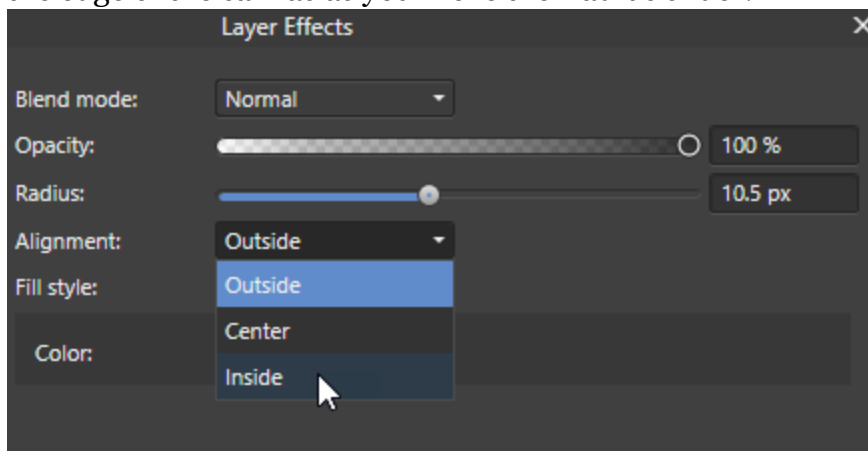 Layer Effects
Blend mode: Normal
Opacity: 100 %
Radius: 10.5 px
Alignment: Outside
Fill style: Outside
Center
Color:
Inside